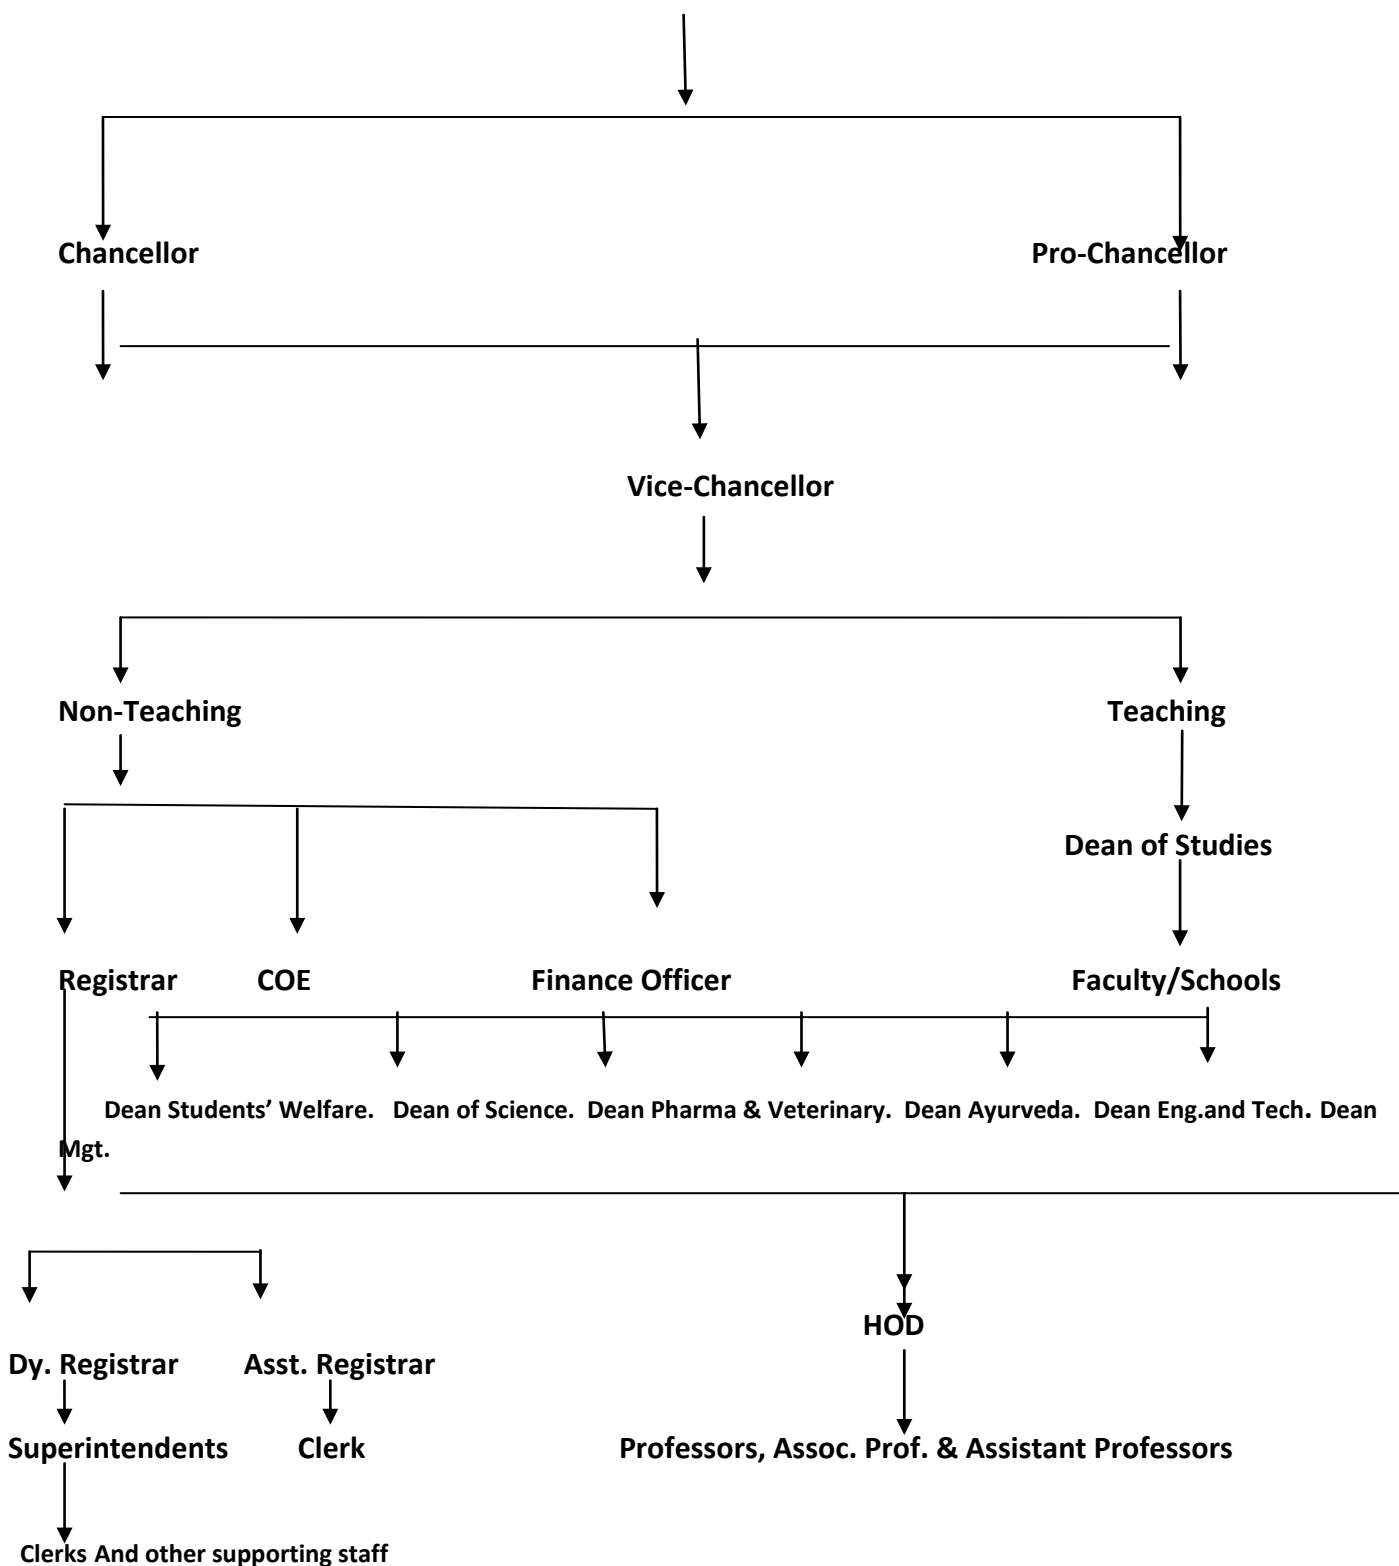 Chancellor Pro-Chancellor
Vice-Chancellor
Non-Teaching Teaching
Dean of Studies
Registrar COE Finance Officer Faculty/Schools
Dean Students’ Welfare. Dean of Science. Dean Pharma & Veterinary. Dean Ayurveda. Dean Eng.and Tech. Dean
Mgt.
HOD
Dy. Registrar Asst. Registrar
Superintendents Clerk Professors, Assoc. Prof. & Assistant Professors
Clerks And other supporting staff